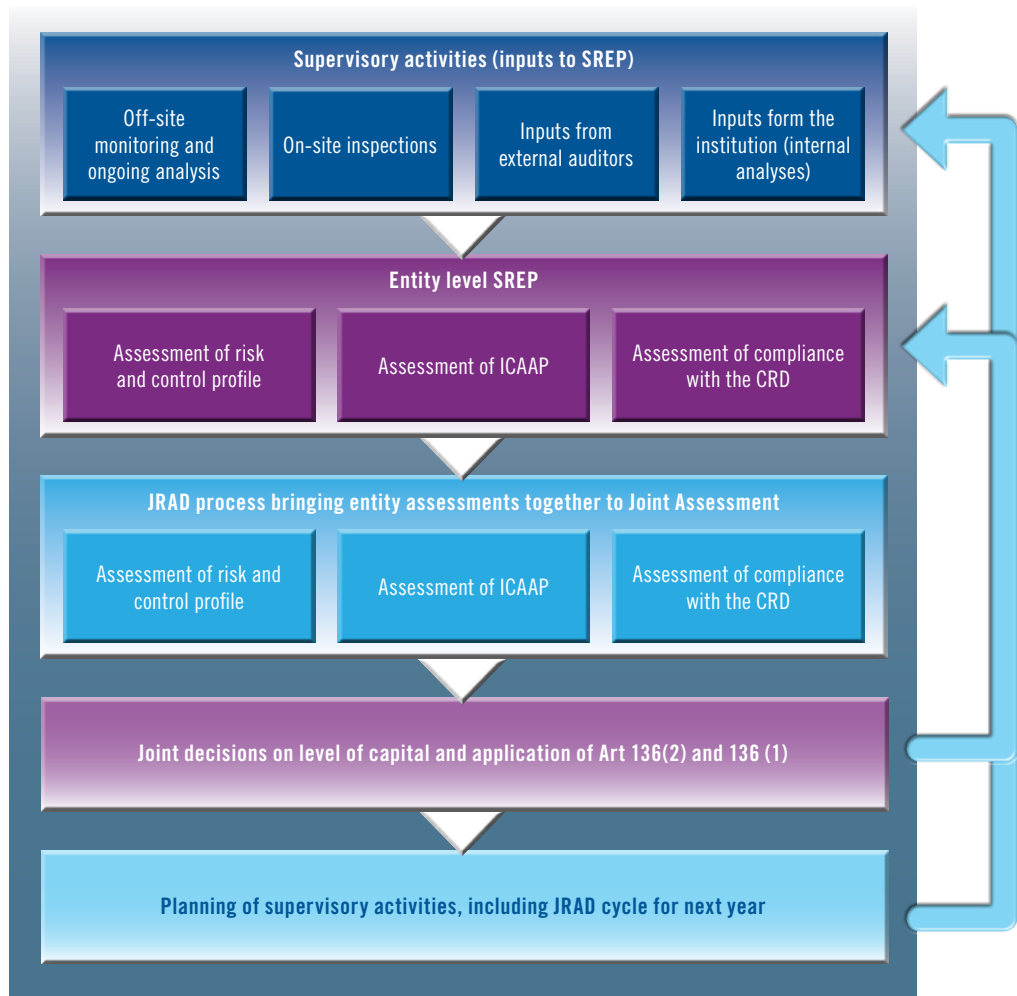 Supervisory activities (inputs to SREP)
Off-site
monitoring and
ongoing analysis
On-site inspections
Inputs from
external auditors
Inputs form the
institution (internal
analyses)
Entity level SREP
Assessment of risk
and control profile
Assessment of ICAAP
Assessment of compliance
with the CRD
JRAD process bringing entity assessments together to Joint Assessment
Assessment of risk and
control profile
Assessment of ICAAP
Assessment of compliance
with the CRD
Joint decisions on level of capital and application of Art 136(2) and 136 (1)
Planning of supervisory activities, including JRAD cycle for next year